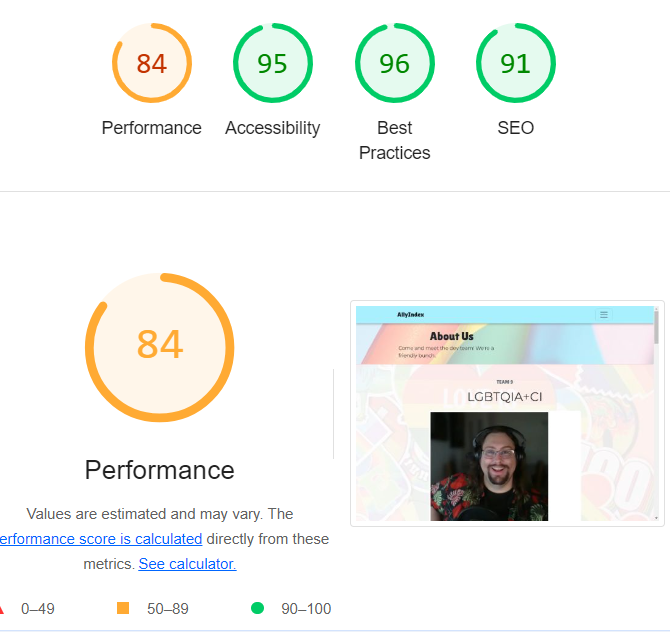 84
95
96
91
Performance
Accessibility
Best
Practices
SEO
84
Performance
Values are estimated and may vary. The
erformance score is calculated directly from these
metrics. See calculator.
0–49
50–89
90–100
AllyIndex
About Us
Come and meet the dev team! We're a
friendly bunch.
TEAM 3
LGBTQIA+CI